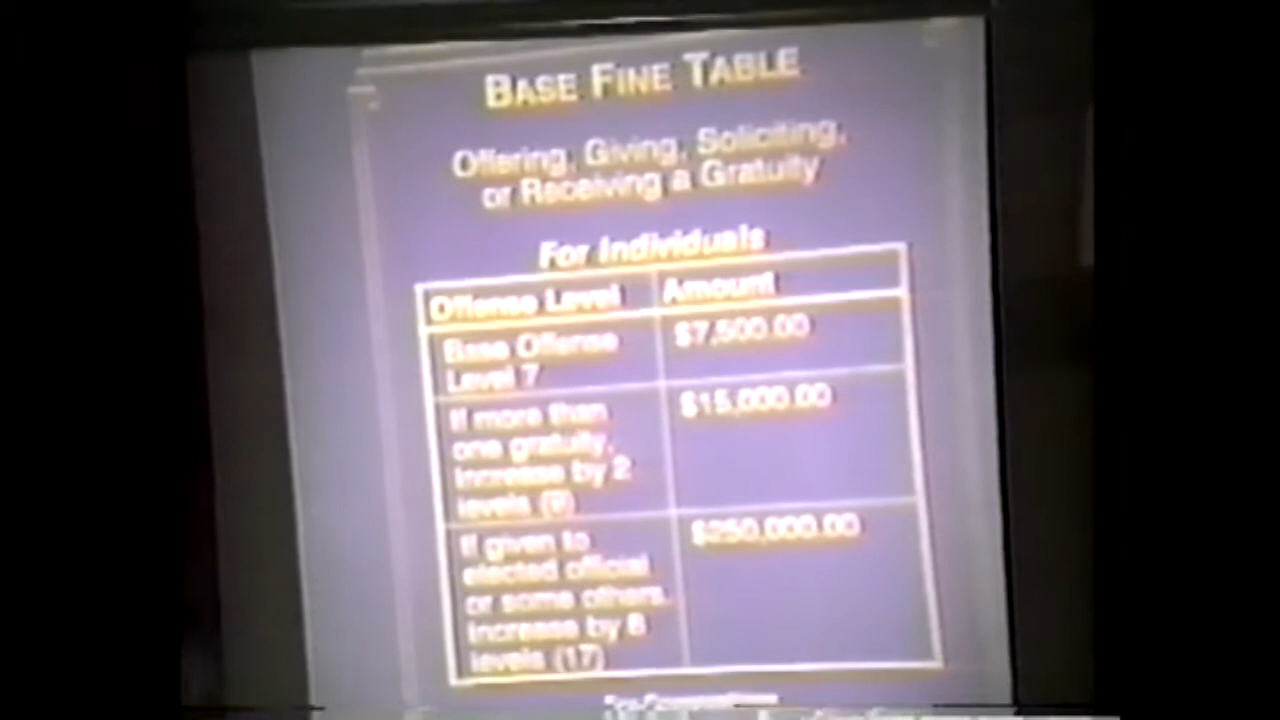 BASE FINE TABLE
Offering, Giving, Soliciting,
or Receiving a Gratuity
For Individuals
Offense Level
Amount
Base Offense
Level 7
$7,500.00
If more than
one gratuity,
increase by 2
levels (9)
$15,000.00
If given to
elected official
or some others,
increase by 8
levels (17)
$250,000.00